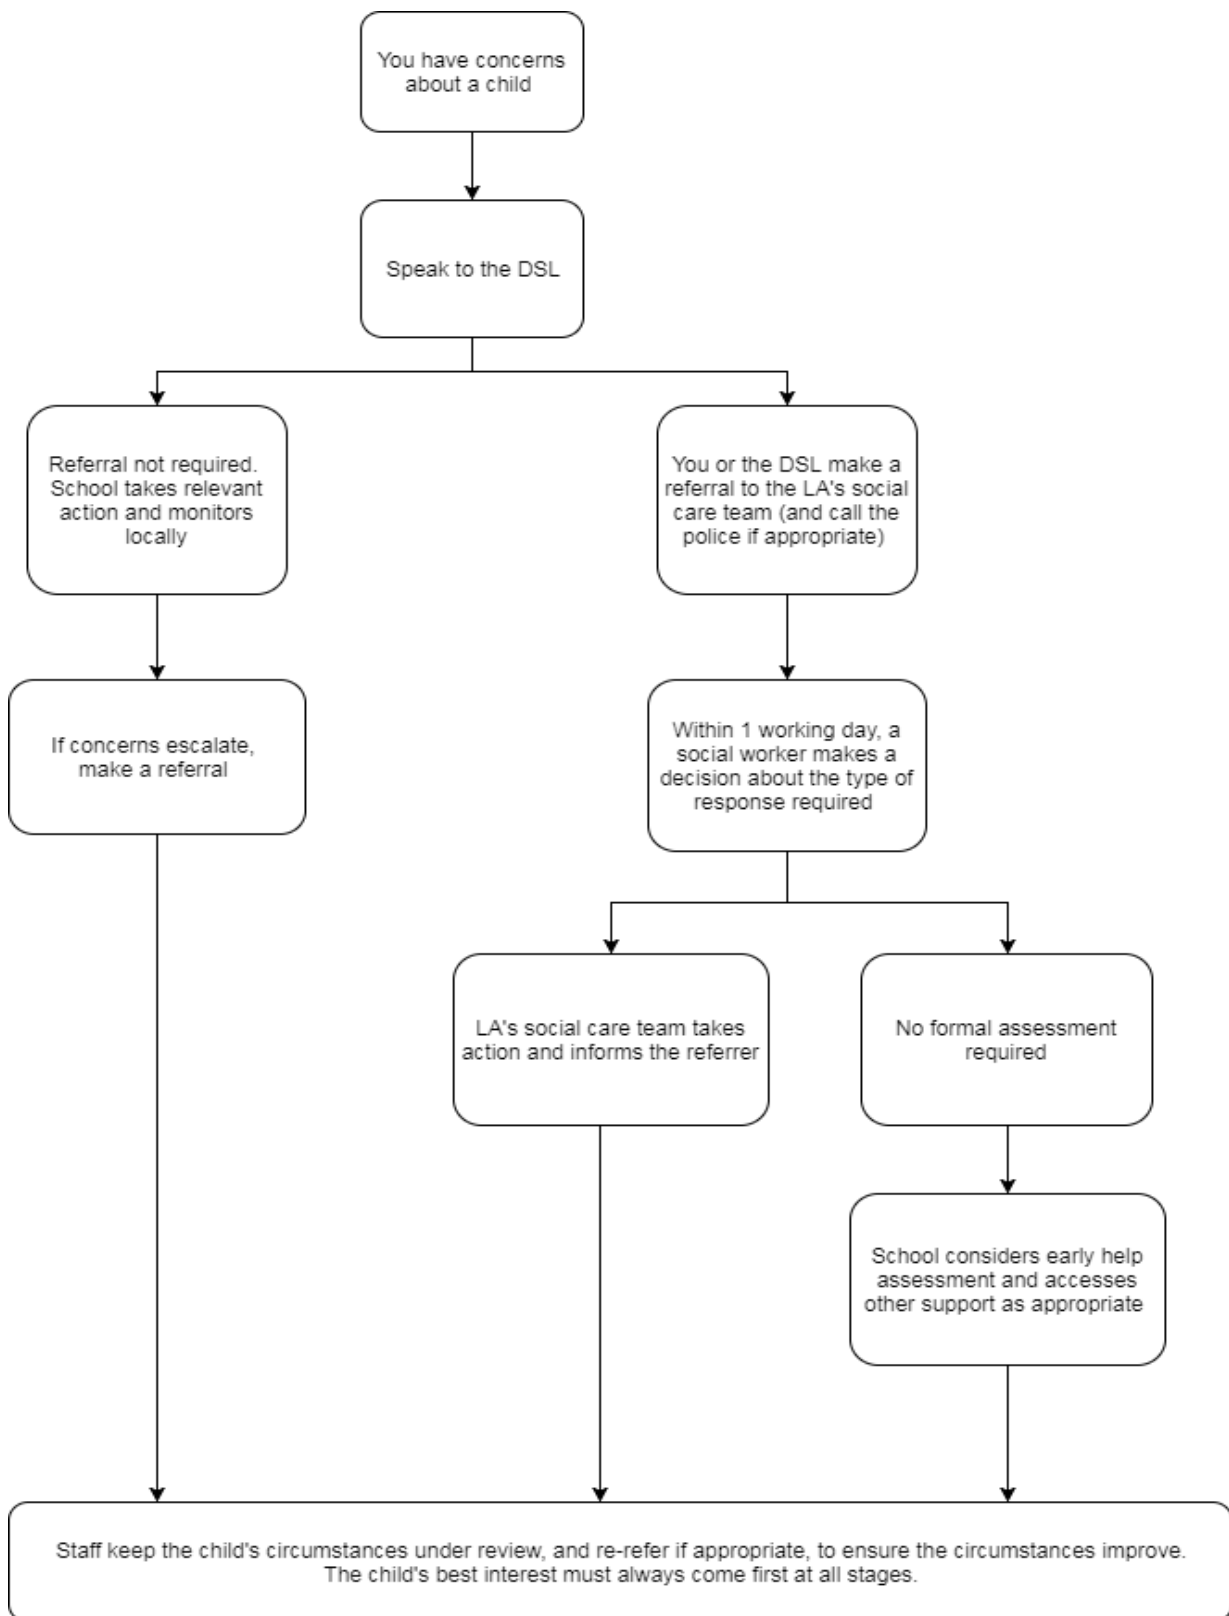 You have concerns
about a child
Speak to the DSL
Referral not required.
School takes relevant
action and monitors
locally
You or the DSL make a
referral to the LA's social
care team (and call the
police if appropriate)
If concerns escalate,
make a referral
Within 1 working day, a
social worker makes a
decision about the type of
response required
LA's social care team takes
action and informs the referrer
No formal assessment
required
School considers early help
assessment and accesses
other support as appropriate
Staff keep the child's circumstances under review, and re-refer if appropriate, to ensure the circumstances improve.
The child's best interest must always come first at all stages.